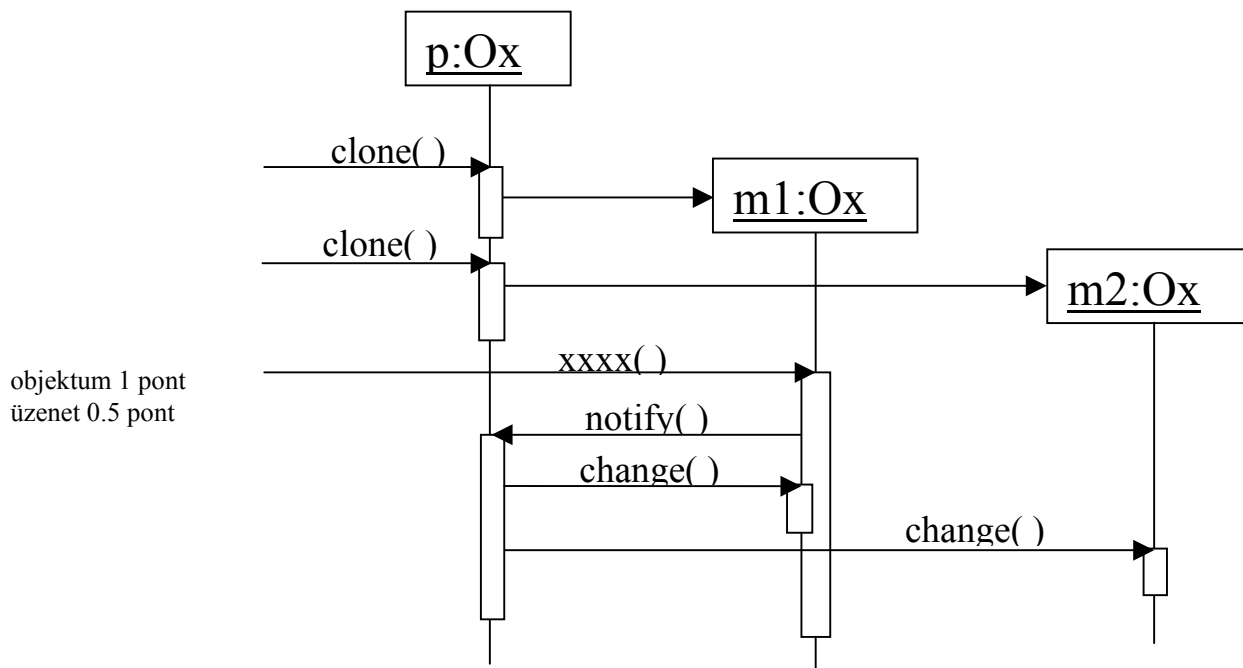 p:Ox
clone( )
m1:Ox
clone( )
m2:Ox
xxxx( )
objektum 1 pont
üzenet 0.5 pont
notify( )
change( )
change( )